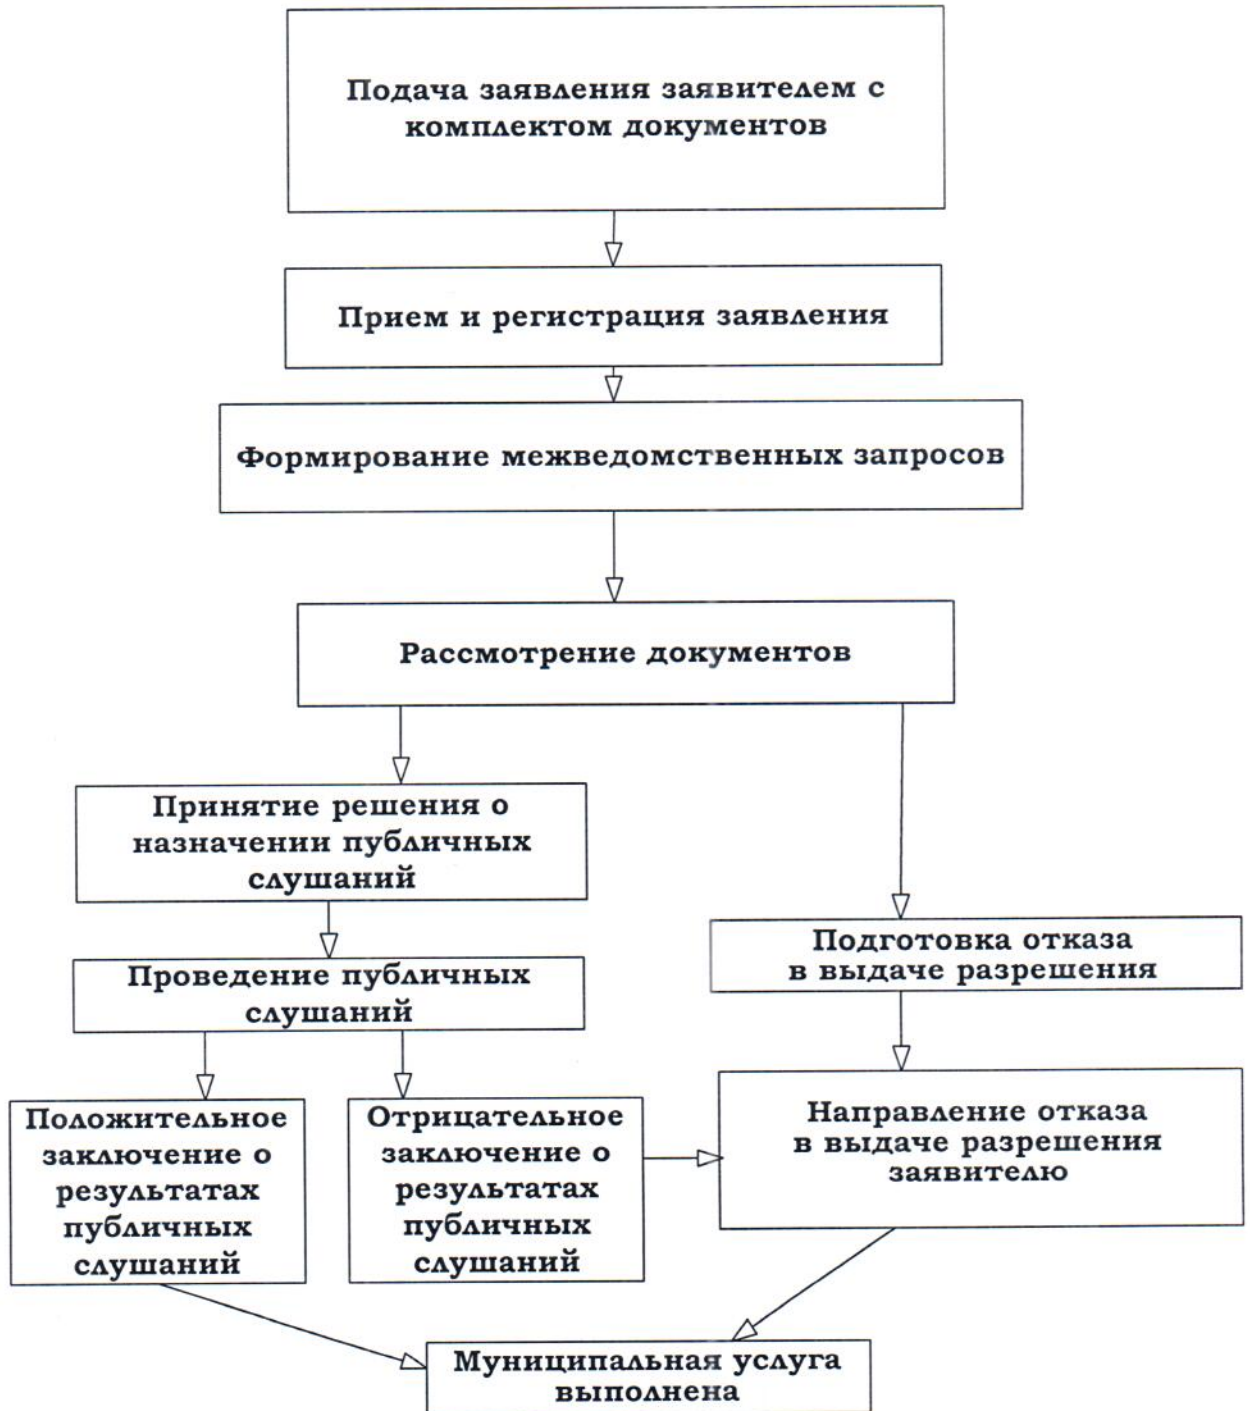 Подача заявления заявителем с
комплектом документов
Прием и регистрация заявления
Формирование межведомственных запросов
Рассмотрение документов
Принятие решения о
назначении публичных
слушаний
Проведение публичных
слушаний
Подготовка отказа
в выдаче разрешения
Положительное
заключение о
результатах
публичных
слушаний
Отрицательное
заключение о
результатах
публичных
слушаний
Направление отказа
в выдаче разрешения
заявителю
Муниципальная услуга
выполнена